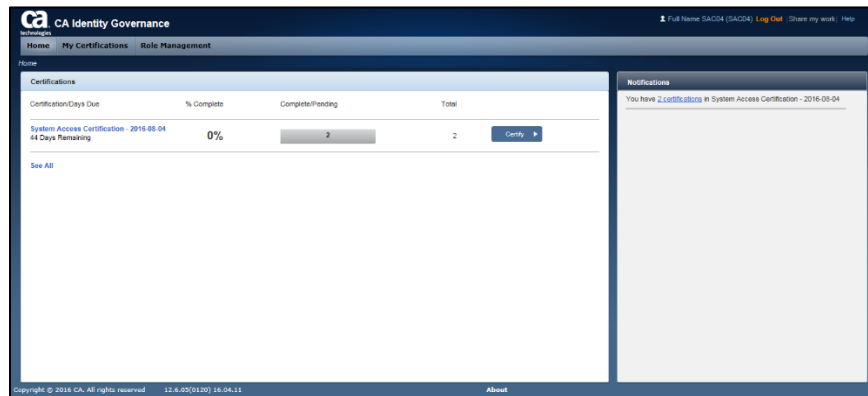 ca
technologies
CA Identity Governance
Full Name SAC04 (SAC04) Log Out |Share my work| Help
Home My Certifications Role Management
Home
Certifications
Certification/Days Due % Complete Complete/Pending Total
System Access Certification - 2016-08-04
44 Days Remaining
0% 2 2 Certify
See All
Notifications
You have 2 certifications in System Access Certification - 2016-08-04
Copyright © 2016 CA. All rights reserved 12.6.05(0120) 16.04.11 About